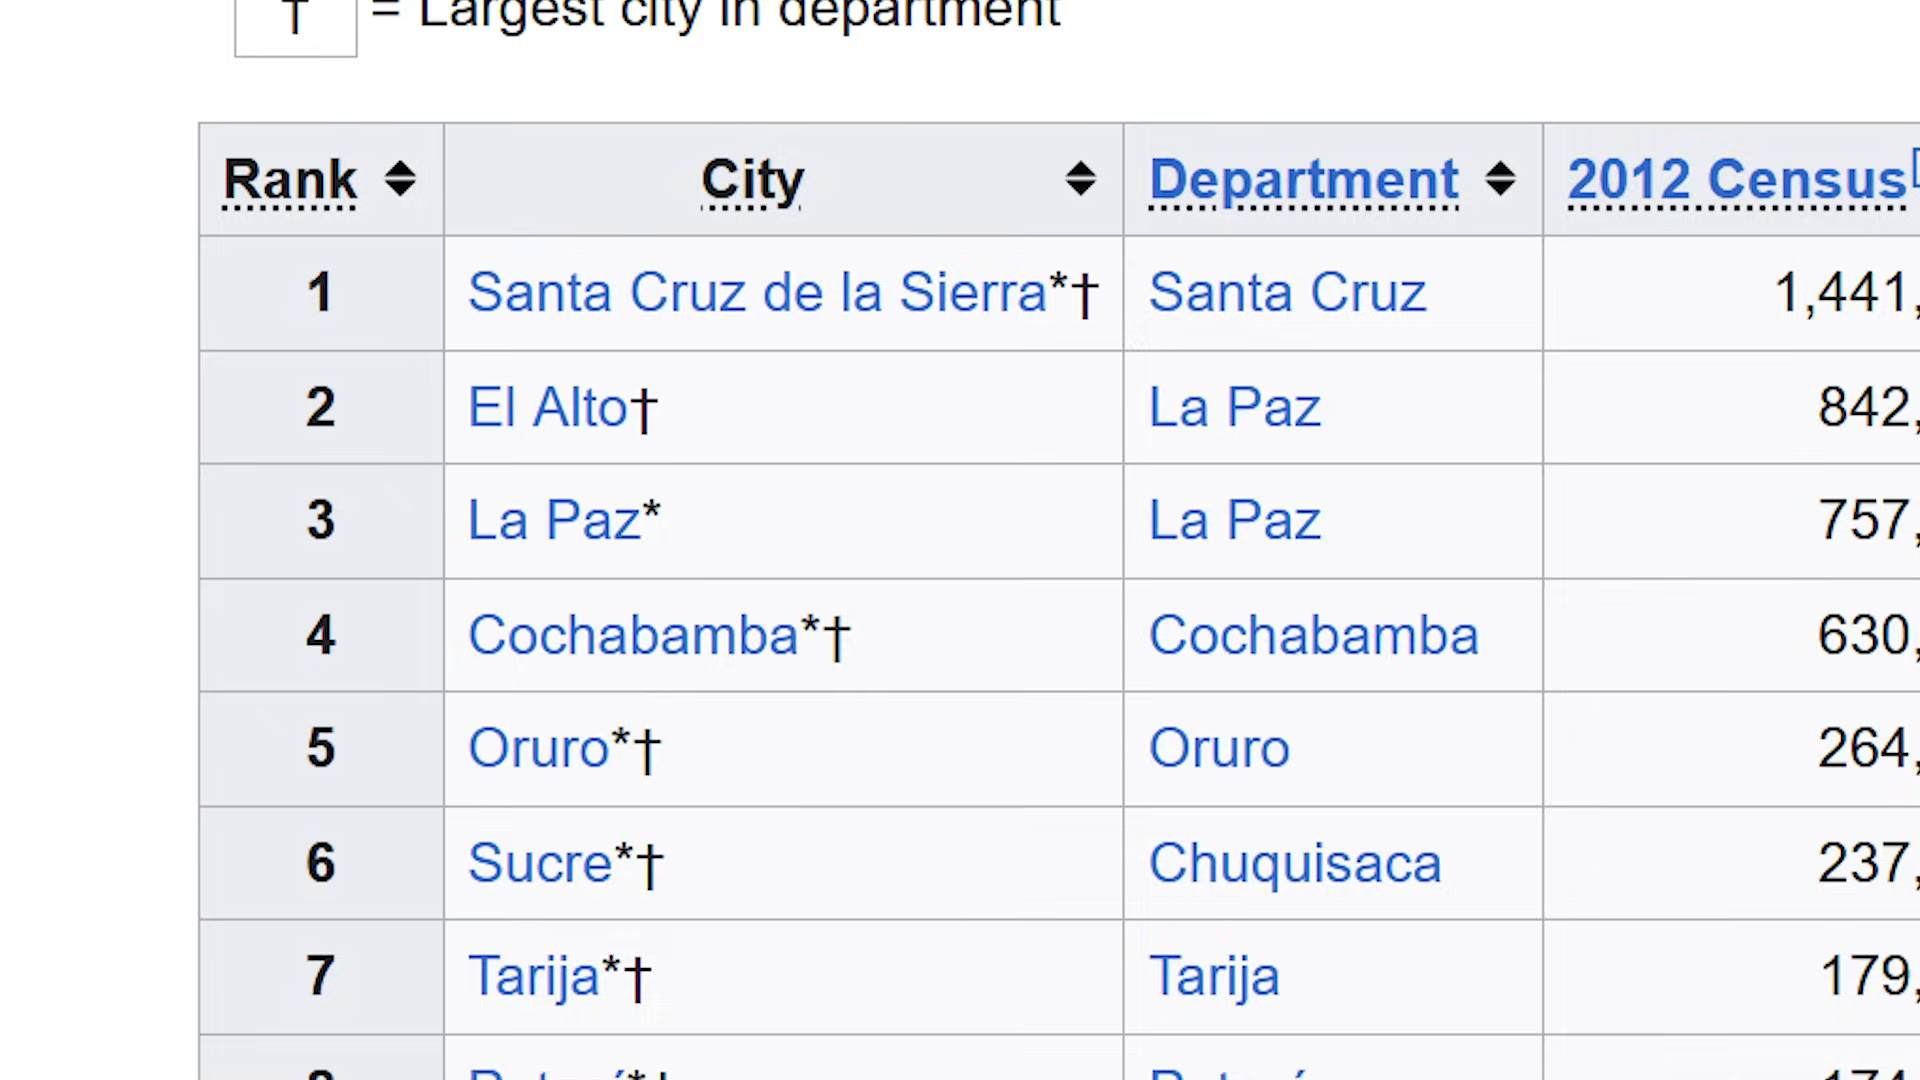 † = Largest city in department
Rank City Department 2012 Census
1 Santa Cruz de la Sierra*† Santa Cruz 1,441,
2 El Alto† La Paz 842,
3 La Paz* La Paz 757,
4 Cochabamba*† Cochabamba 630,
5 Oruro*† Oruro 264,
6 Sucre*† Chuquisaca 237,
7 Tarija*† Tarija 179,